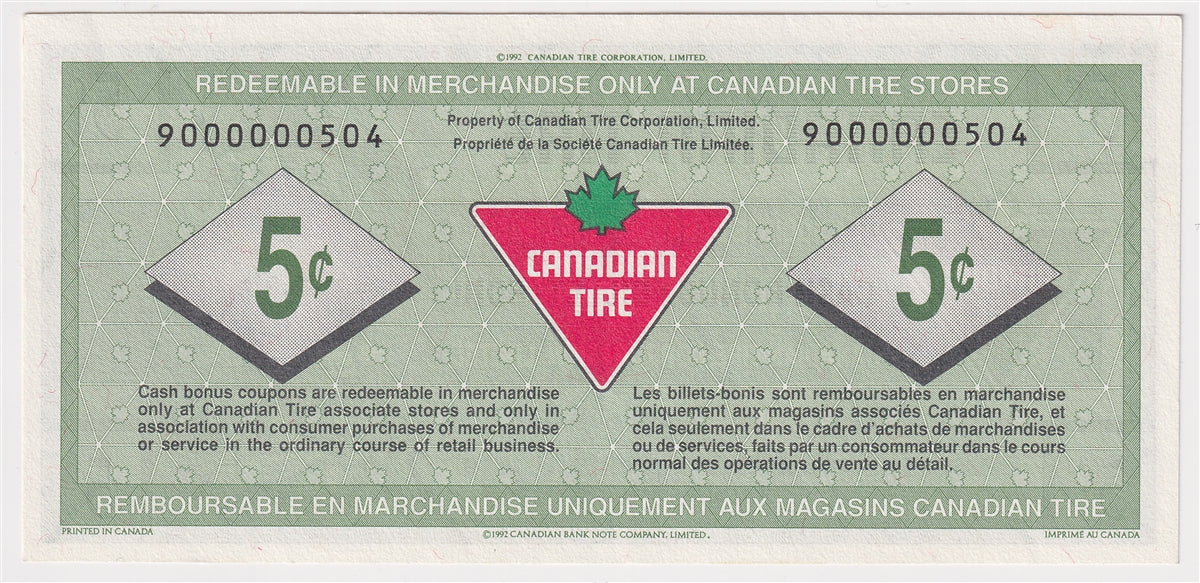 ©1992 CANADIAN TIRE CORPORATION, LIMITED.
REDEEMABLE IN MERCHANDISE ONLY AT CANADIAN TIRE STORES
9000000504
Property of Canadian Tire Corporation, Limited.
Propriété de la Société Canadian Tire Limitée.
9000000504
5¢
CANADIAN
TIRE
5¢
Cash bonus coupons are redeemable in merchandise
only at Canadian Tire associate stores and only in
association with consumer purchases of merchandise
or service in the ordinary course of retail business.
Les billets-bonis sont remboursables en marchandise
uniquement aux magasins associés Canadian Tire, et
cela seulement dans le cadre d'achats de marchandises
ou de services, faits par un consommateur dans le cours
normal des opérations de vente au détail.
REMBOURSABLE EN MARCHANDISE UNIQUEMENT AUX MAGASINS CANADIAN TIRE
PRINTED IN CANADA
©1992 CANADIAN BANK NOTE COMPANY, LIMITED.
IMPRIMÉ AU CANADA